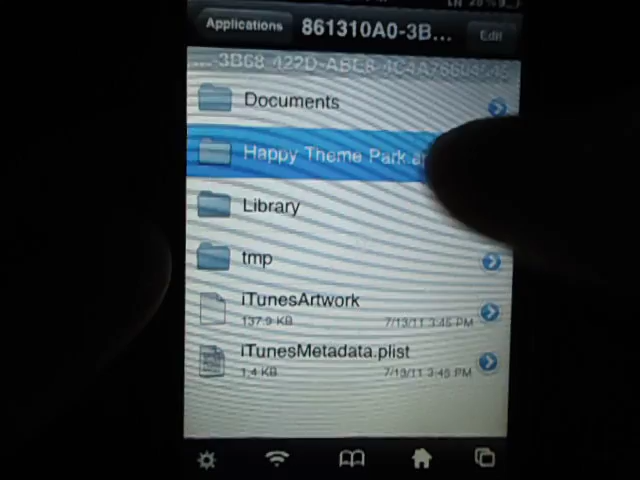 Applications 861310A0-3B... Edit
Documents
Happy Theme Park.a
Library
tmp
iTunesArtwork
137.9 KB 7/13/11 3:45 PM
iTunesMetadata.plist
1.4 KB 7/13/11 3:45 PM